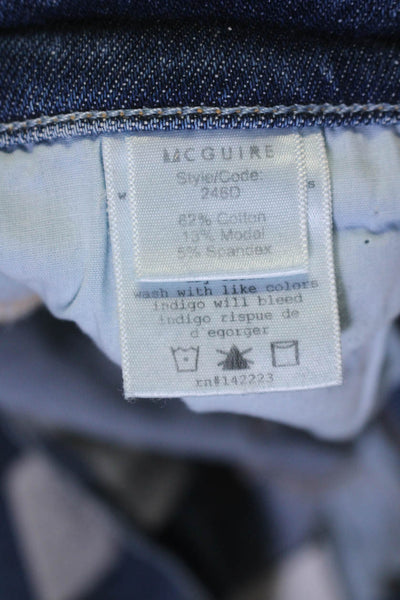 MCGUIRE
Style/Code:
246D
82% Cotton
13% Modal
5% Spandex
wash with like colors
indigo will bleed
indigo rispue de
d egorger
rn#142223